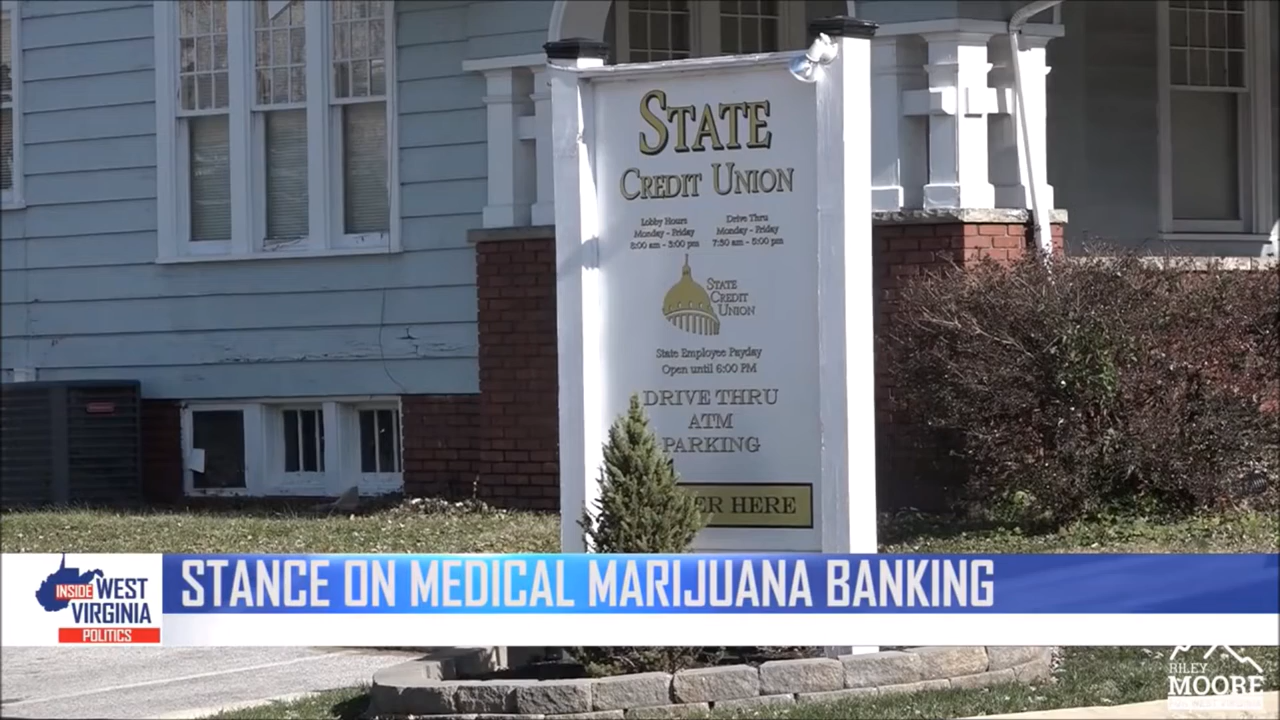 STATE
CREDIT UNION
Lobby Hours
Monday - Friday
8:00 am - 5:00 pm
Drive Thru
Monday - Friday
7:30 am - 5:00 pm
STATE
CREDIT
UNION
State Employee Payday
Open until 6:00 PM
DRIVE THRU
ATM
PARKING
HERE
INSIDE WEST
VIRGINIA
POLITICS
STANCE ON MEDICAL MARIJUANA BANKING
RILEY
MOORE